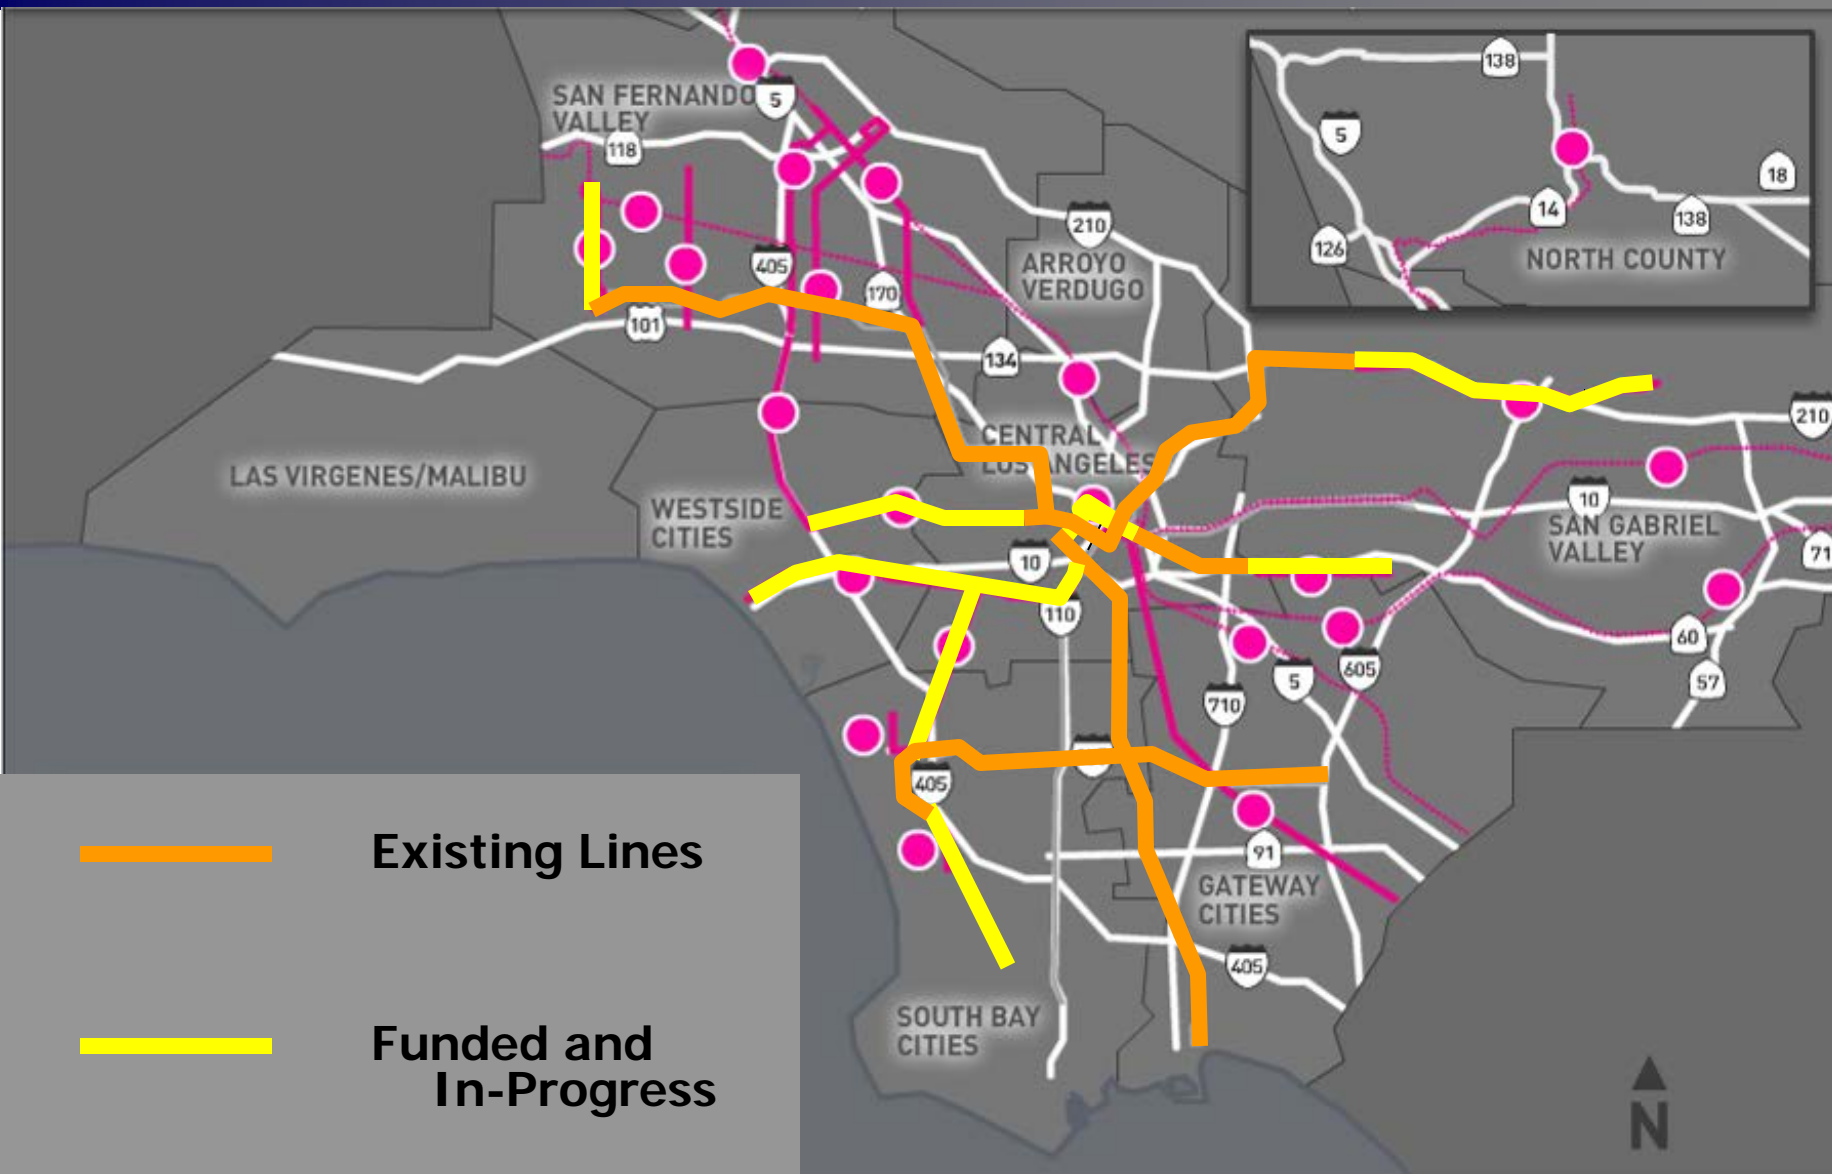 138
5
SAN FERNANDO
VALLEY
5
118
18
14
138
210
126
NORTH COUNTY
405
ARROYO
VERDUGO
170
101
134
210
CENTRAL
LOS ANGELES
LAS VIRGENES/MALIBU
WESTSIDE
CITIES
10
SAN GABRIEL
VALLEY
10
71
110
60
605
5
57
710
405
Existing Lines
91
GATEWAY
CITIES
405
SOUTH BAY
CITIES
Funded and
In-Progress
N